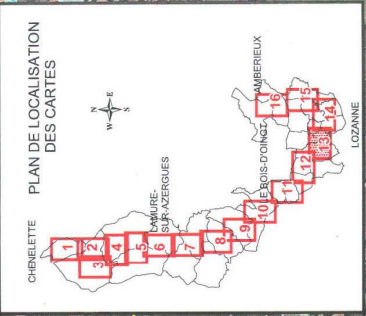 PLAN DE LOCALISATION
DES CARTES
CHENELETTE
N
W
E
S
1
2
3
4
5
LAMURE-
SUR-AZERGUES
6
7
8
9
10
LE BOIS-D'OINGT
11
12
13
14
15
16
AMBERIEUX
LOZANNE